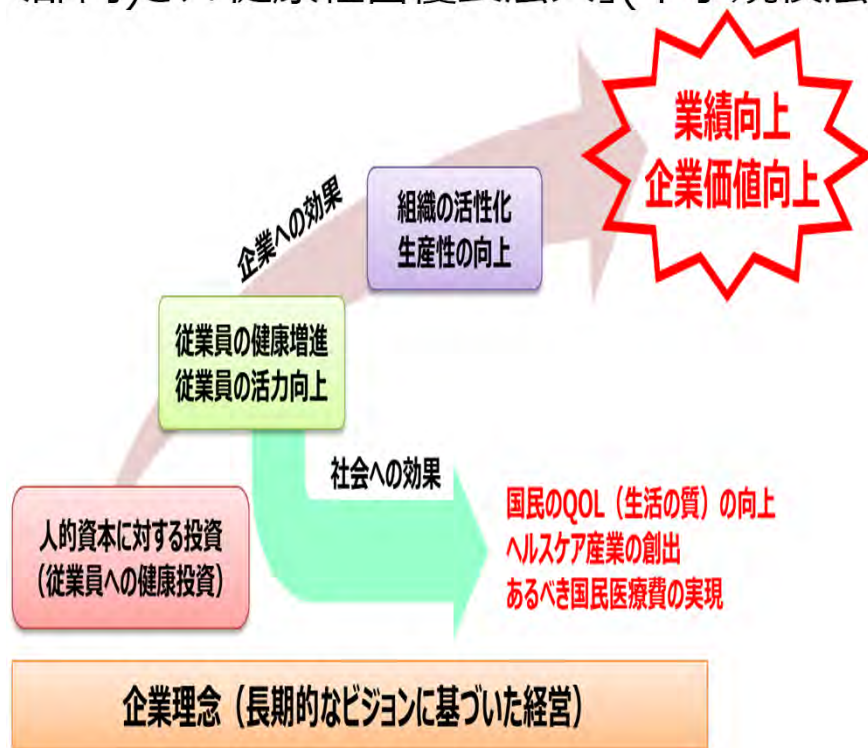 業績向上
企業価値向上
企業への効果
組織の活性化
生産性の向上
従業員の健康増進
従業員の活力向上
社会への効果
人的資本に対する投資
(従業員への健康投資)
国民のQOL(生活の質)の向上
ヘルスケア産業の創出
あるべき国民医療費の実現
企業理念(長期的なビジョンに基づいた経営)